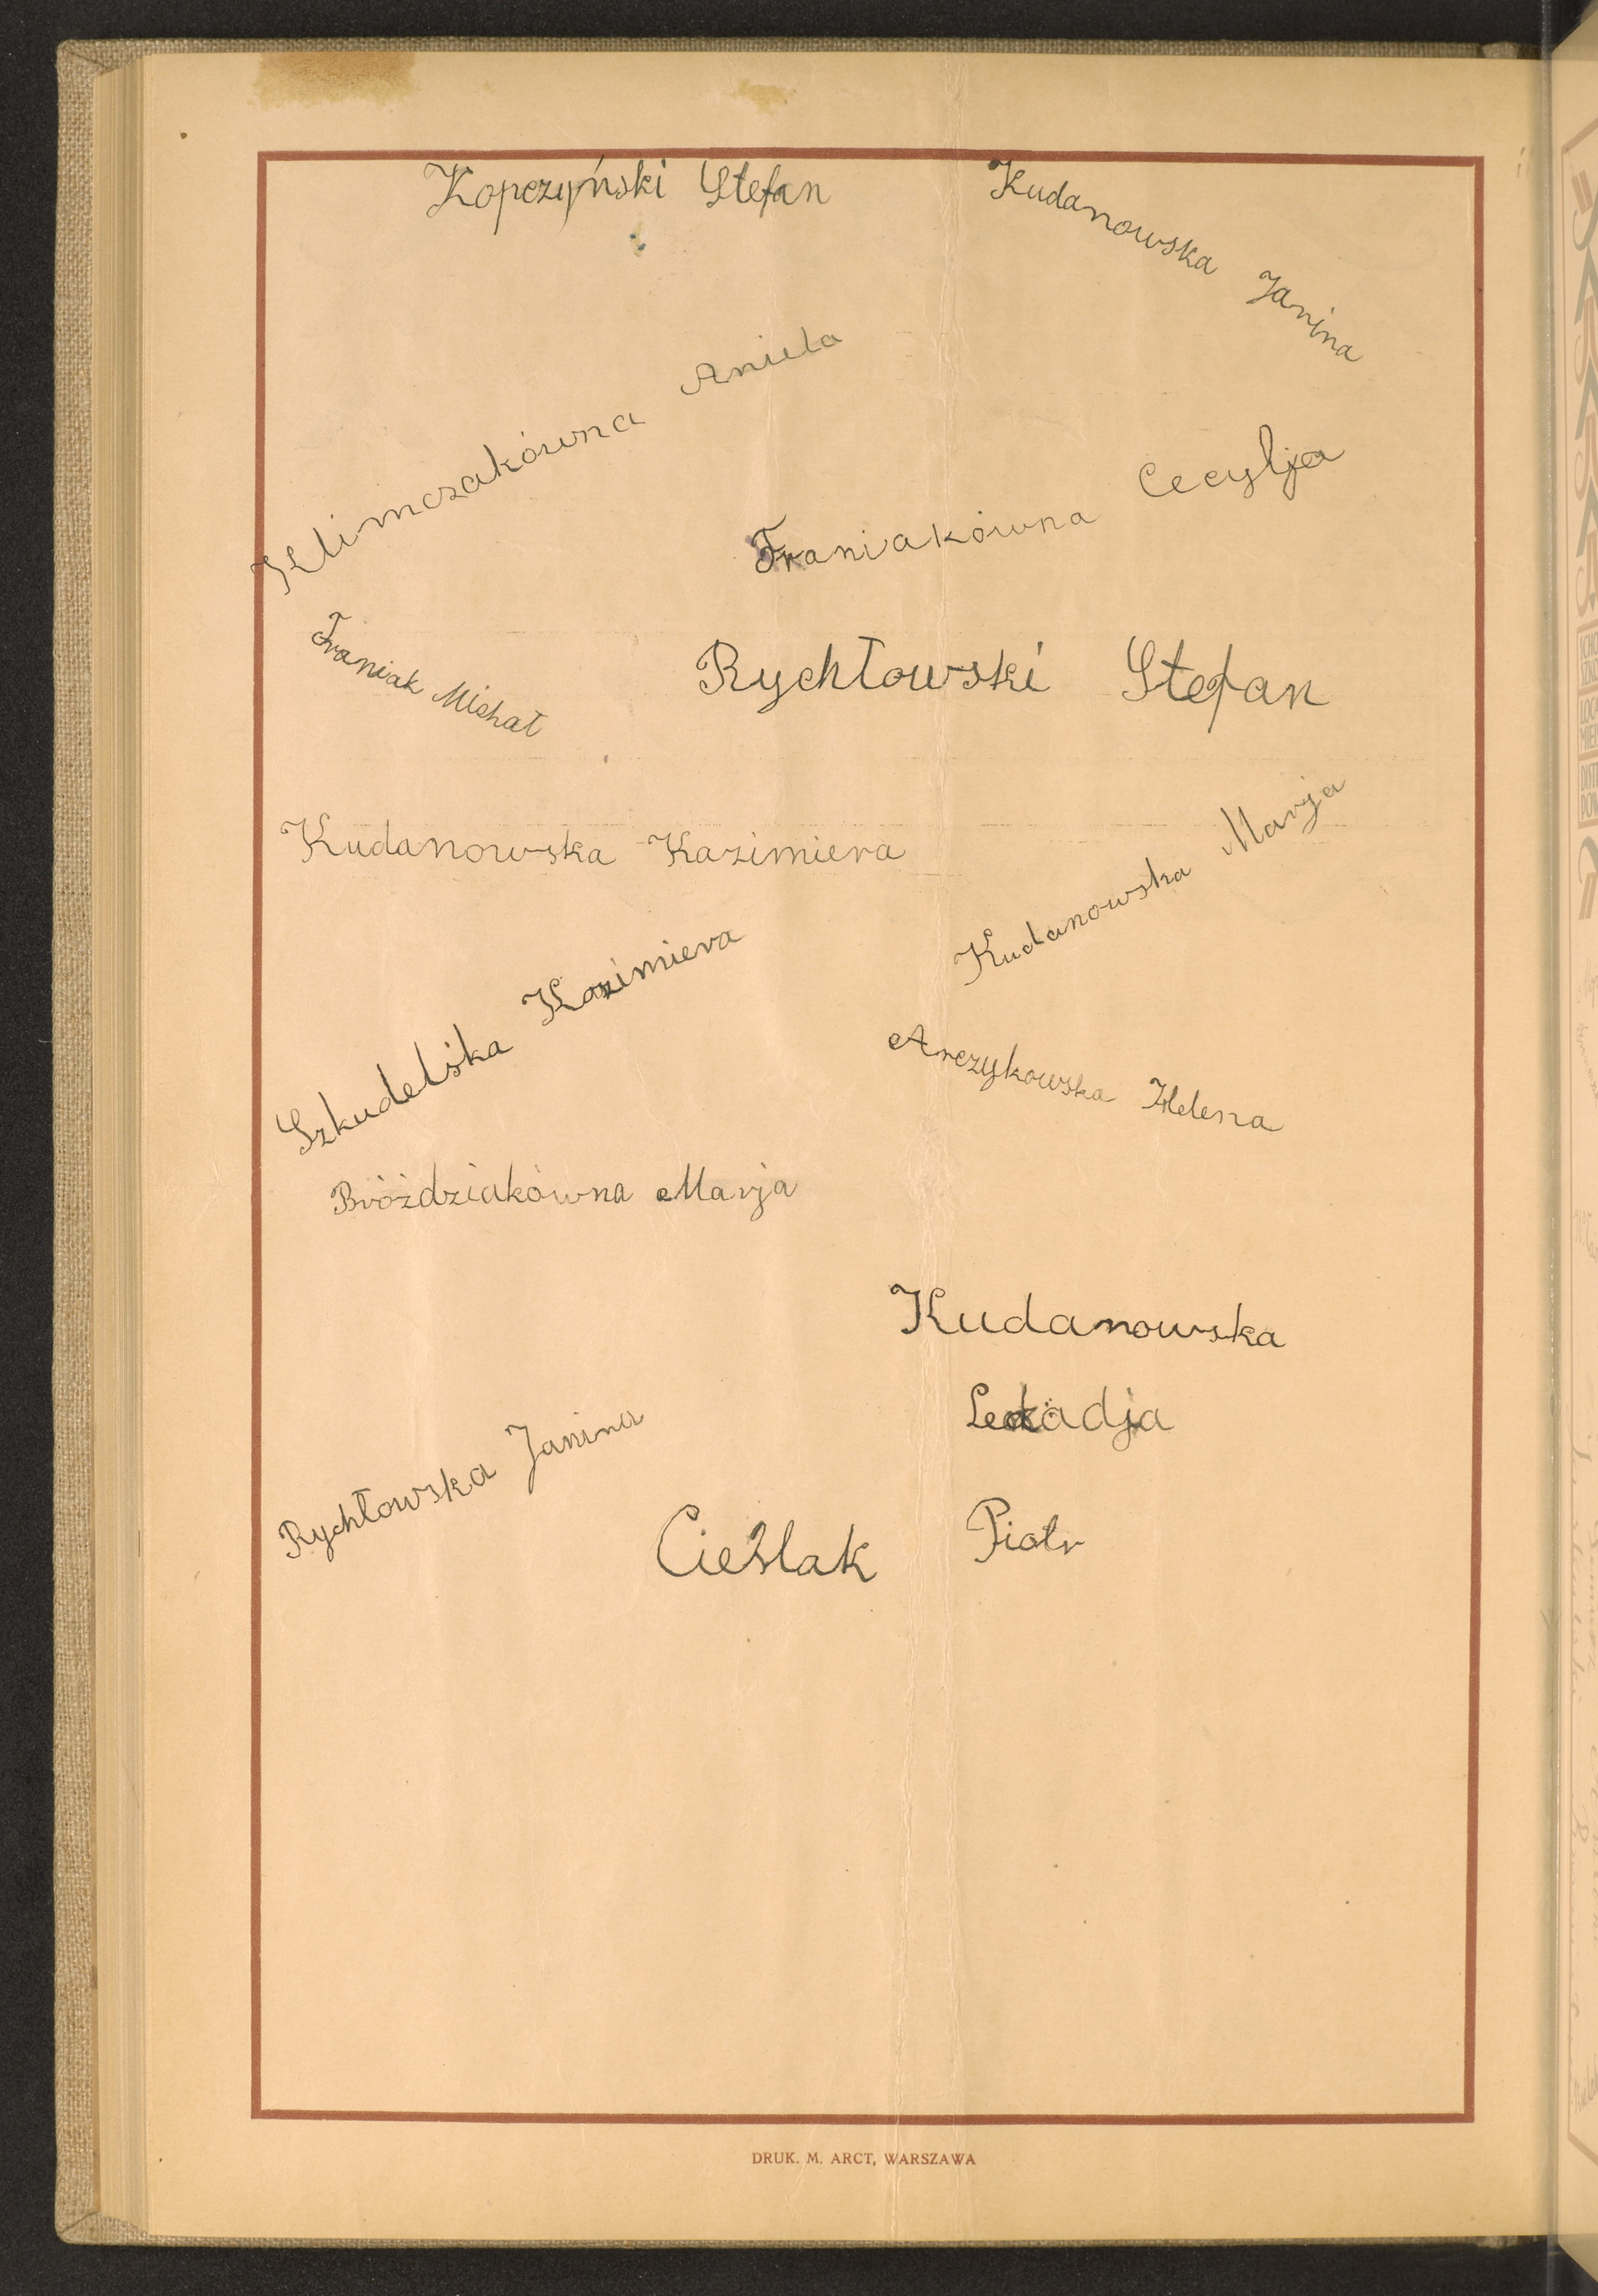 Kopczyński Stefan
Kudanowska Janina
Klimczakówna Aniela
Franiakówna Cecylja
Franiak Michał
Rychłowski Stefan
Kudanowska Kazimiera
Kudanowska Marja
Szkudelska Kazimiera
Arczykowska Helena
Bróździakówna Marja
Kudanowska
Leokadja
Rychłowska Janina
Cieślak Piotr
DRUK. M. ARCT, WARSZAWA